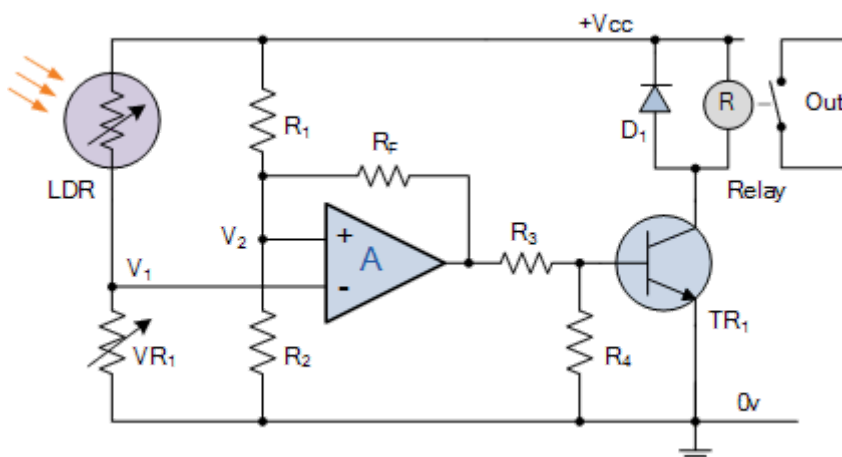 +Vcc
R1
RF
D1
R
Out
LDR
Relay
V2
+
A
R3
V1
-
TR1
VR1
R2
R4
0v